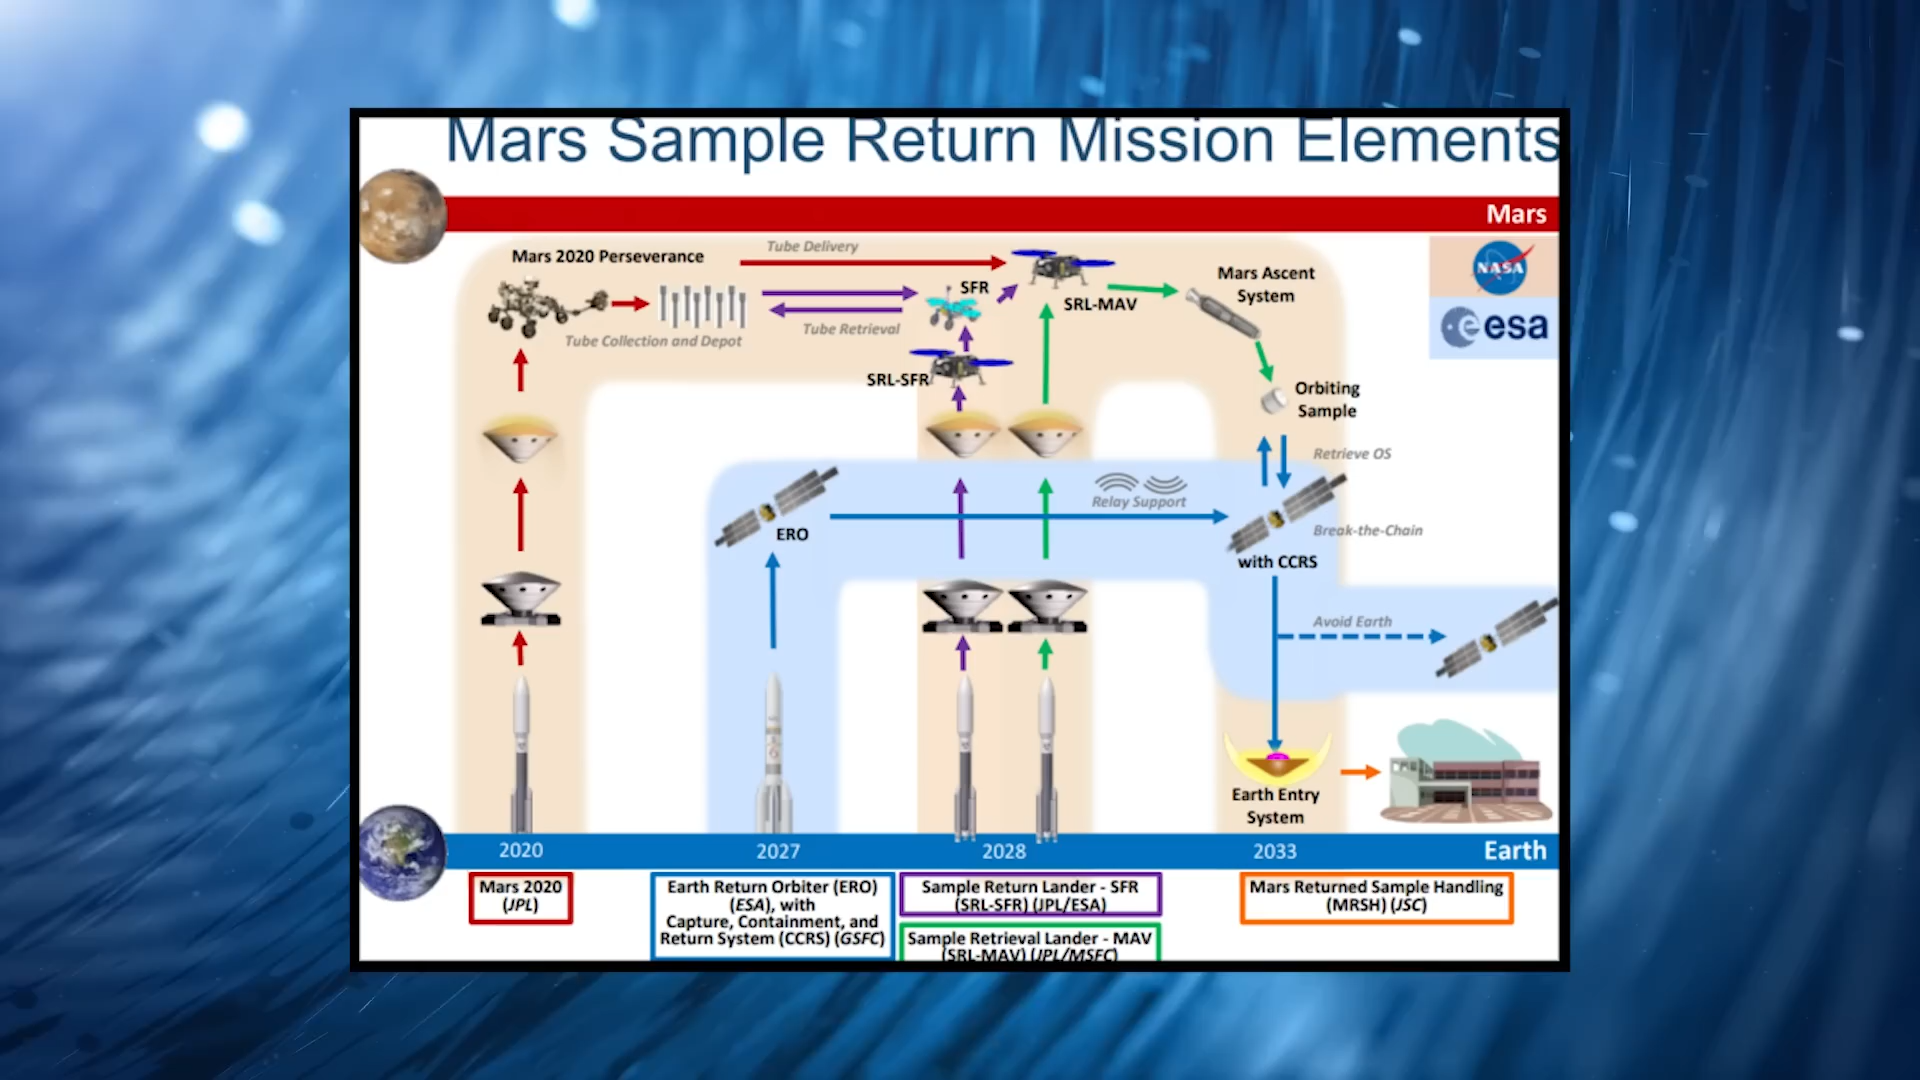 Mars Sample Return Mission Elements
Mars
Mars 2020 Perseverance
Tube Delivery
SFR
SRL-MAV
Mars Ascent
System
NASA
esa
Tube Collection and Depot
Tube Retrieval
SRL-SFR
Orbiting
Sample
Retrieve OS
Relay Support
ERO
Break-the-Chain
with CCRS
Avoid Earth
Earth Entry
System
2020
2027
2028
2033
Earth
Mars 2020
(JPL)
Earth Return Orbiter (ERO)
(ESA), with
Capture, Containment, and
Return System (CCRS) (GSFC)
Sample Return Lander - SFR
(SRL-SFR) (JPL/ESA)
Sample Retrieval Lander - MAV
(SRL-MAV) (JPL/MSFC)
Mars Returned Sample Handling
(MRSH) (JSC)